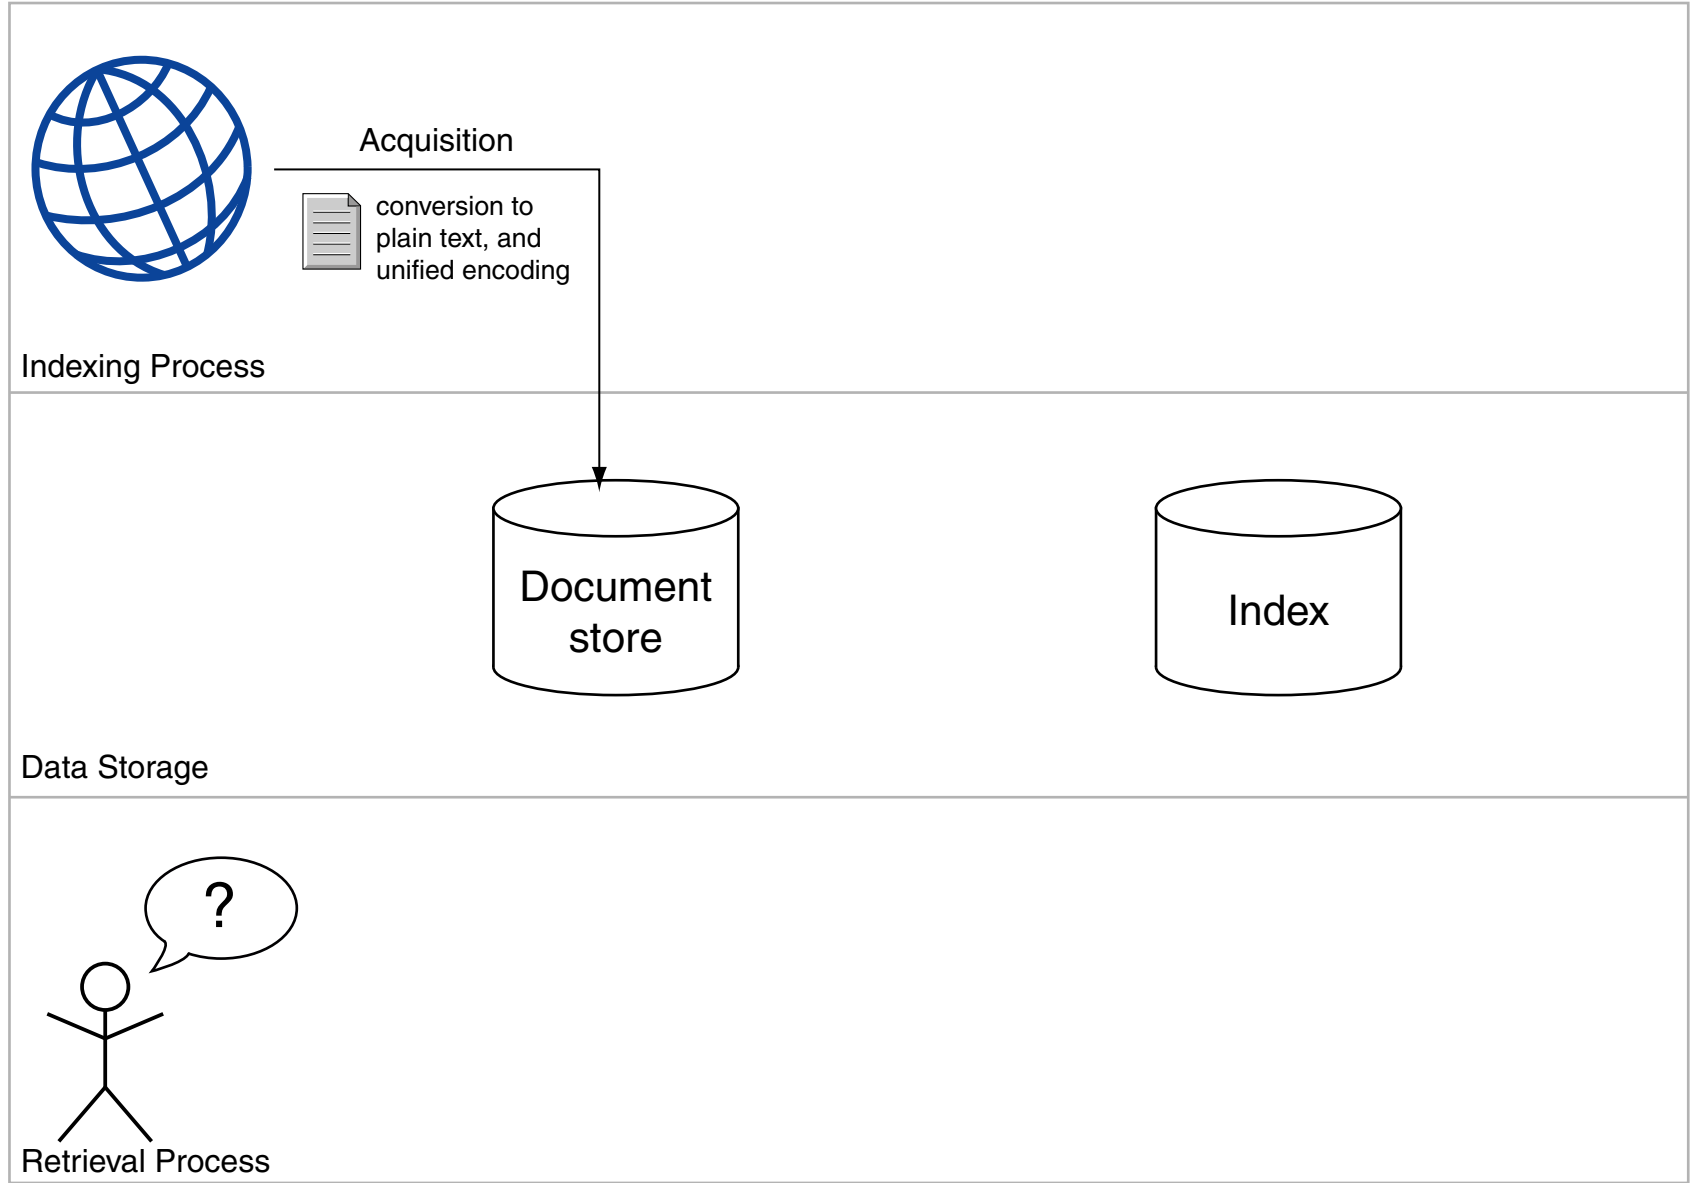 Acquisition
conversion to
plain text, and
unified encoding
Indexing Process
Document
store
Index
Data Storage
?
Retrieval Process